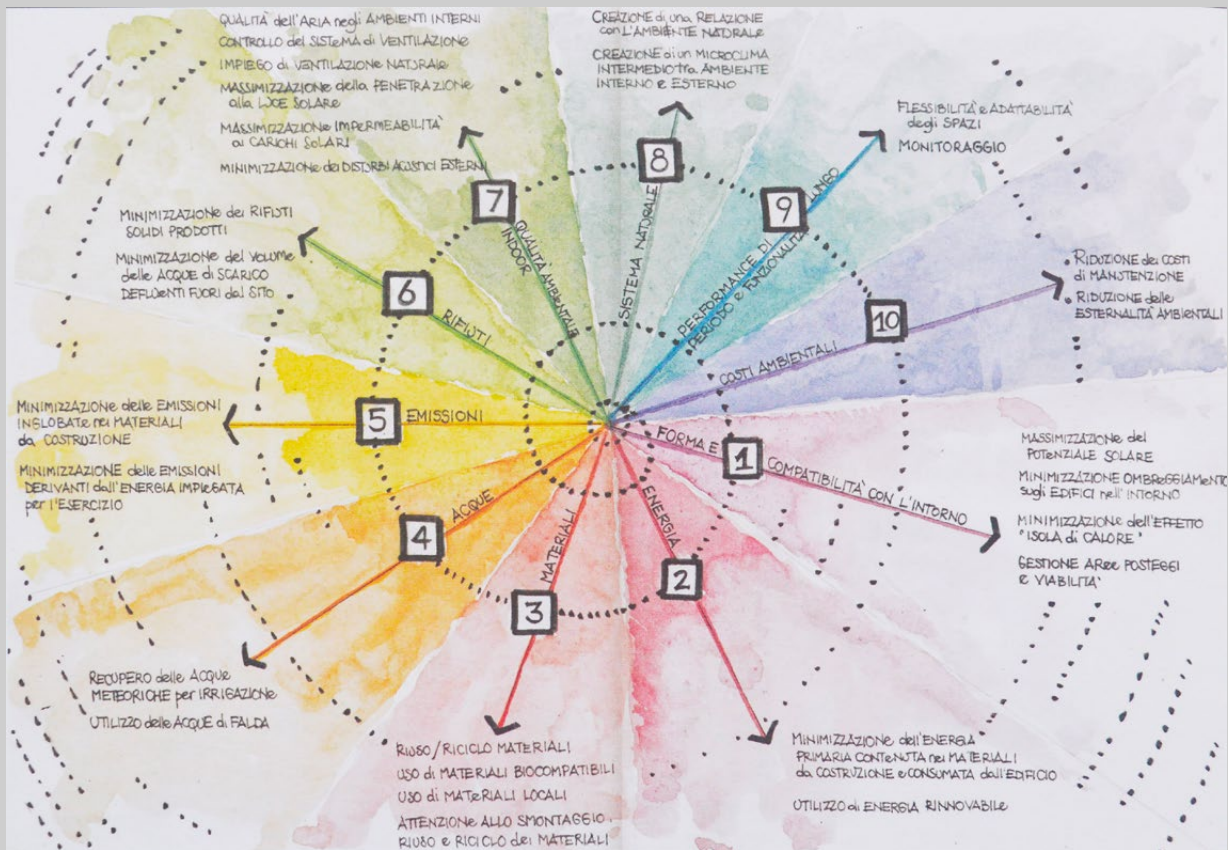 QUALITÀ dell'ARIA negli AMBIENTI INTERNI
CONTROLLO del SISTEMA di VENTILAZIONE
IMPIEGO di VENTILAZIONE NATURALE
MASSIMIZZAZIONE della PENETRAZIONE
alla LUCE SOLARE
MASSIMIZZAZIONE IMPERMEABILITÀ
ai CARICHI SOLARI
MINIMIZZAZIONE dei DISTURBI ACUSTICI ESTERNI
7
QUALITÀ AMBIENTALE
INDOOR
CREAZIONE di una RELAZIONE
con L'AMBIENTE NATURALE
CREAZIONE di un MICROCLIMA
INTERMEDIO tra AMBIENTE
INTERNO e ESTERNO
8
SISTEMA NATURALE
FLESSIBILITÀ e ADATTABILITÀ
degli SPAZI
MONITORAGGIO
9
PERFORMANCE DI LUNGO
PERIODO e FUNZIONALITÀ
RIDUZIONE dei COSTI
di MANUTENZIONE
RIDUZIONE delle
ESTERNALITÀ AMBIENTALI
10
COSTI AMBIENTALI
MINIMIZZAZIONE dei RIFIUTI
SOLIDI PRODOTTI
MINIMIZZAZIONE del VOLUME
delle ACQUE di SCARICO
DEFLUENTI FUORI dal SITO
6
RIFIUTI
MINIMIZZAZIONE delle EMISSIONI
INGLOBATE nei MATERIALI
da COSTRUZIONE
MINIMIZZAZIONE delle EMISSIONI
DERIVANTI dall'ENERGIA IMPIEGATA
per l'ESERCIZIO
5
EMISSIONI
FORMA E
1
COMPATIBILITÀ CON L'INTORNO
MASSIMIZZAZIONE del
POTENZIALE SOLARE
MINIMIZZAZIONE OMBREGGIAMENTO
sugli EDIFICI nell'INTORNO
MINIMIZZAZIONE dell'EFFETTO
"ISOLA di CALORE"
GESTIONE AREE POSTEGGI
e VIABILITÀ
4
ACQUE
RECUPERO delle ACQUE
METEORICHE per IRRIGAZIONE
UTILIZZO delle ACQUE di FALDA
3
MATERIALI
RIUSO/RICICLO MATERIALI
USO di MATERIALI BIOCOMPATIBILI
USO di MATERIALI LOCALI
ATTENZIONE ALLO SMONTAGGIO,
RIUSO e RICICLO dei MATERIALI
2
ENERGIA
MINIMIZZAZIONE dell'ENERGIA
PRIMARIA CONTENUTA nei MATERIALI
da COSTRUZIONE e CONSUMATA dall'EDIFICIO
UTILIZZO di ENERGIA RINNOVABILE